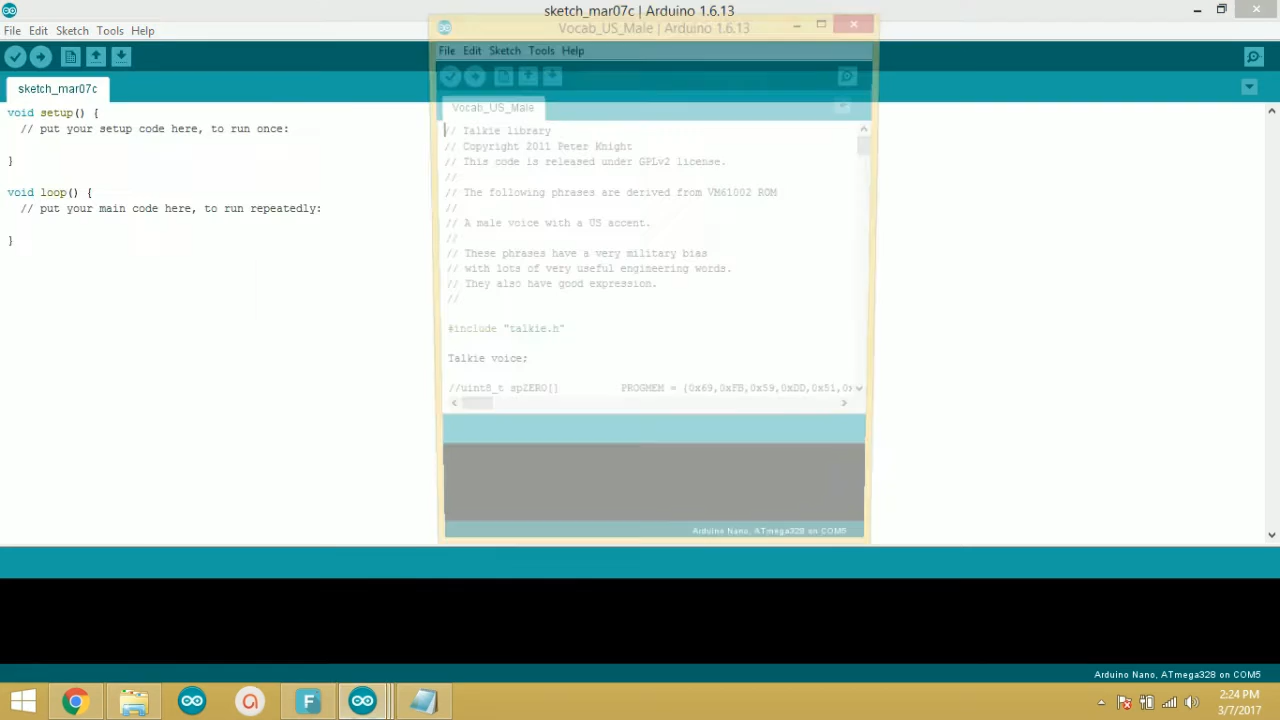 sketch_mar07c | Arduino 1.6.13
File Edit Sketch Tools Help
sketch_mar07c
void setup() {
// put your setup code here, to run once:
}
void loop() {
// put your main code here, to run repeatedly:
}
Vocab_US_Male | Arduino 1.6.13
File Edit Sketch Tools Help
Vocab_US_Male
// Talkie library
// Copyright 2011 Peter Knight
// This code is released under GPLv2 license.
//
// The following phrases are derived from VM61002 ROM
//
// A male voice with a US accent.
//
// These phrases have a very military bias
// with lots of very useful engineering words.
// They also have good expression.
//
#include "talkie.h"
Talkie voice;
//uint8_t spZERO[] PROGMEM = {0x69,0xFB,0x59,0xDD,0x51,0
Arduino Nano, ATmega328 on COM5
Arduino Nano, ATmega328 on COM5
F
2:24 PM
3/7/2017